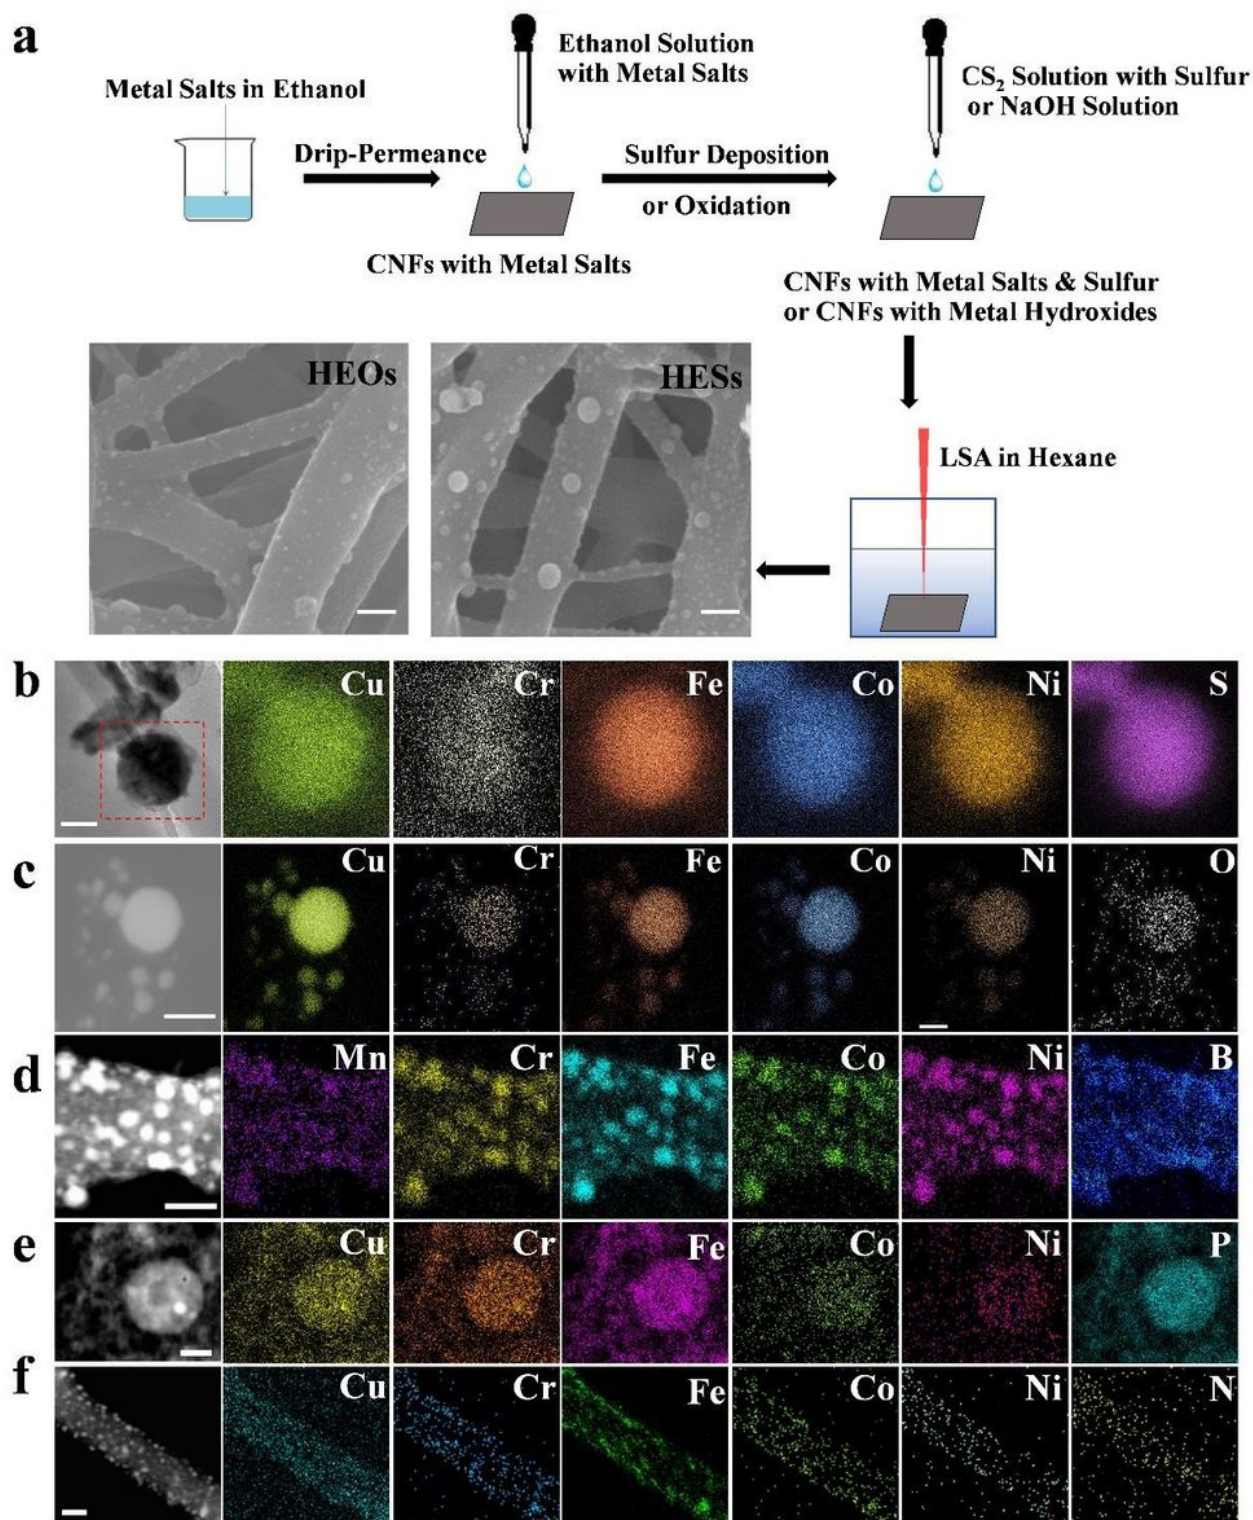 a
Metal Salts in Ethanol
Drip-Permeance
Ethanol Solution
with Metal Salts
CNFs with Metal Salts
Sulfur Deposition
or Oxidation
CS₂ Solution with Sulfur
or NaOH Solution
CNFs with Metal Salts & Sulfur
or CNFs with Metal Hydroxides
LSA in Hexane
HEOs
HESs
b
Cu Cr Fe Co Ni S
c
Cu Cr Fe Co Ni O
d
Mn Cr Fe Co Ni B
e
Cu Cr Fe Co Ni P
f
Cu Cr Fe Co Ni N